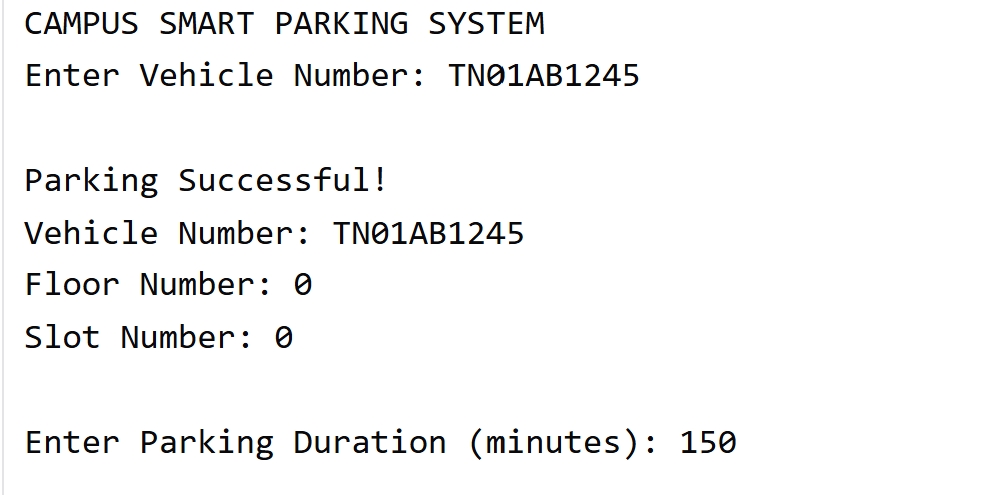 CAMPUS SMART PARKING SYSTEM
Enter Vehicle Number: TN01AB1245
Parking Successful!
Vehicle Number: TN01AB1245
Floor Number: 0
Slot Number: 0
Enter Parking Duration (minutes): 150